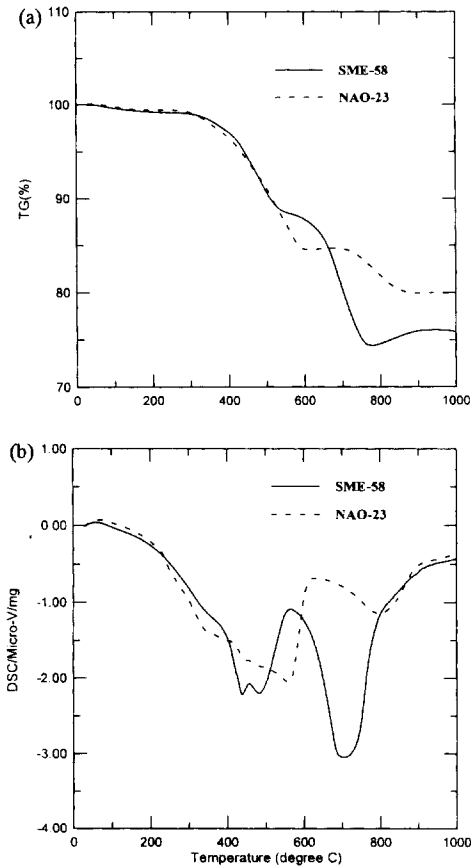 (a)
110
100
90
80
70
TG(%)
SME-58
NAO-23
0 200 400 600 800 1000
(b)
1.00
0.00
-1.00
-2.00
-3.00
-4.00
DSC/Micro-V/mg
SME-58
NAO-23
0 200 400 600 800 1000
Temperature (degree C)